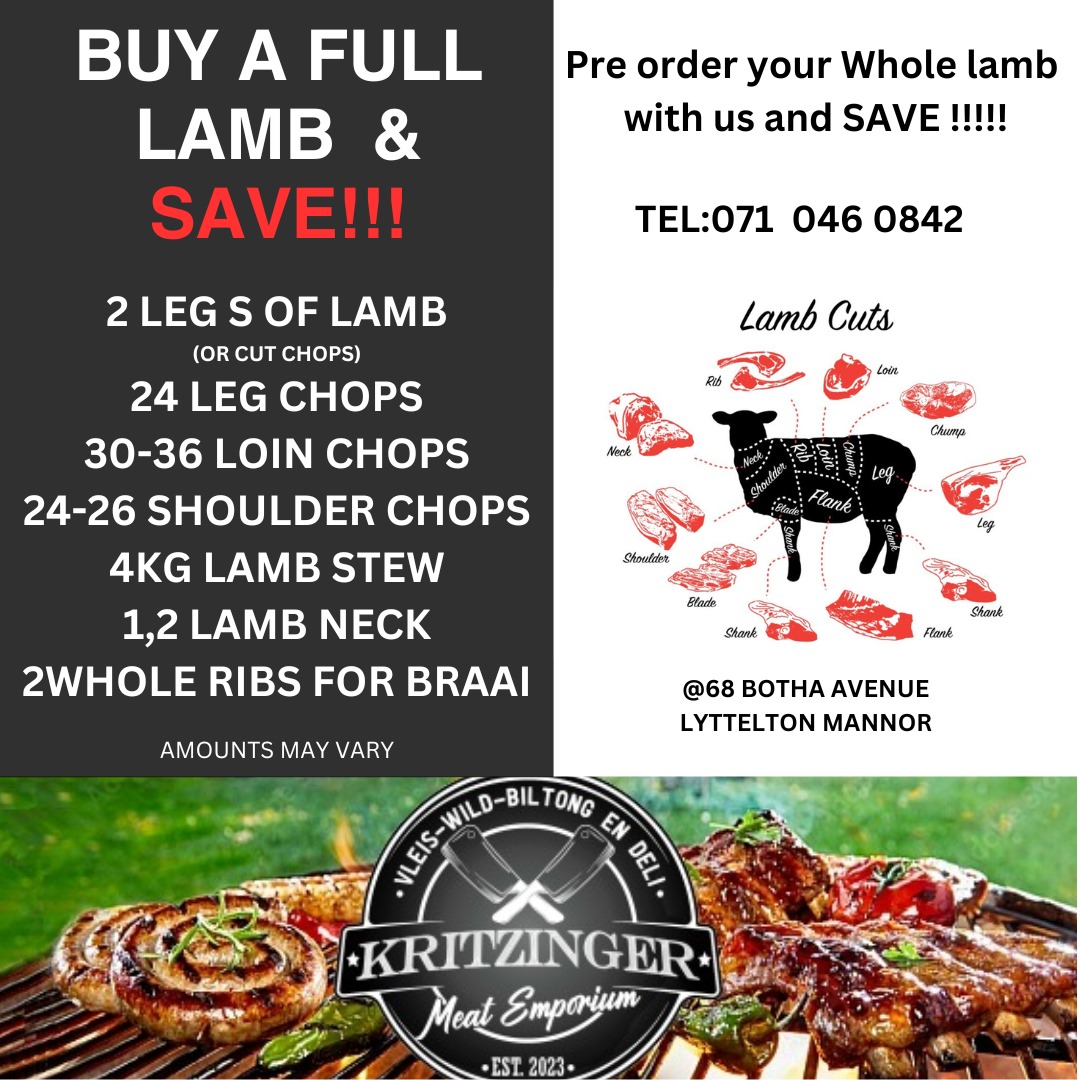 BUY A FULL
LAMB &
SAVE!!!
2 LEG S OF LAMB
(OR CUT CHOPS)
24 LEG CHOPS
30-36 LOIN CHOPS
24-26 SHOULDER CHOPS
4KG LAMB STEW
1,2 LAMB NECK
2WHOLE RIBS FOR BRAAI
AMOUNTS MAY VARY
Pre order your Whole lamb
with us and SAVE !!!!!
TEL:071 046 0842
Lamb Cuts
Rib
Loin
Chump
Neck
Neck
Shoulder
Rib
Loin
Chump
Leg
Blade
Flank
Shank
Shank
Leg
Shoulder
Blade
Shank
Flank
Shank
@68 BOTHA AVENUE
LYTTELTON MANNOR
•VLEIS-WILD-BILTONG EN DELI•
KRITZINGER
Meat Emporium
•EST. 2023•